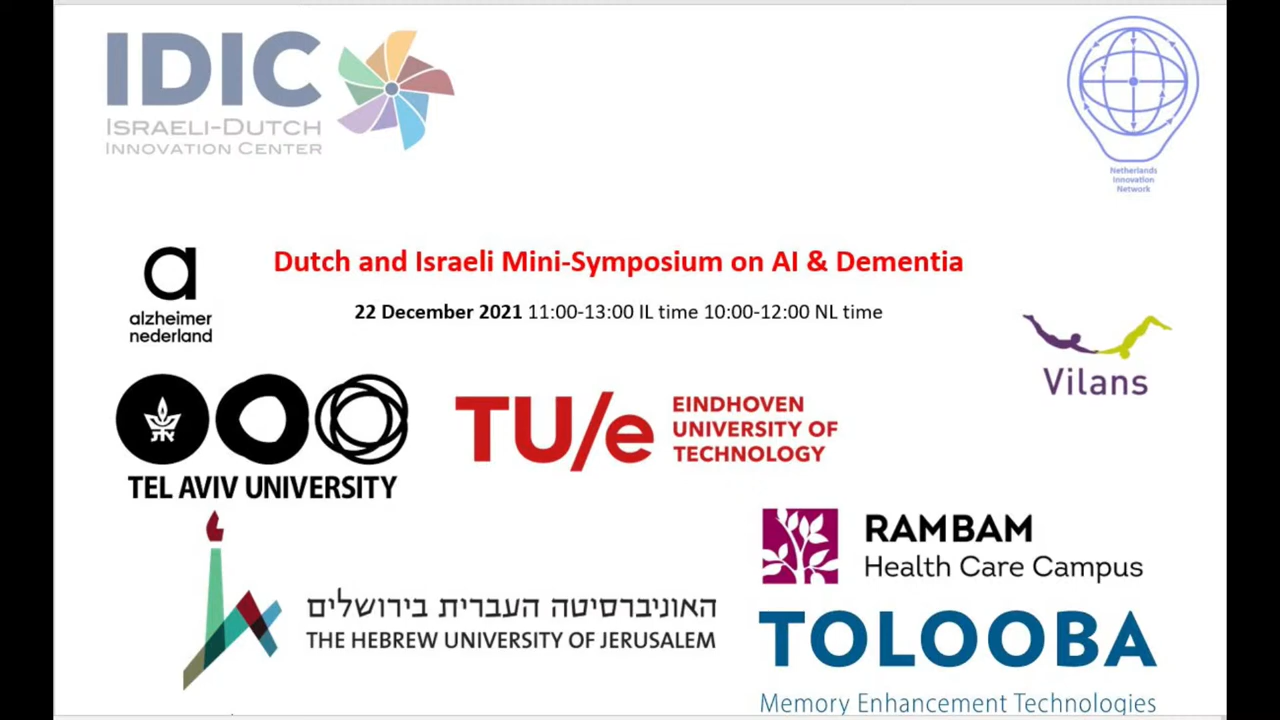 IDIC
ISRAELI-DUTCH
INNOVATION CENTER
Netherlands
Innovation
Network
Dutch and Israeli Mini-Symposium on AI & Dementia
22 December 2021 11:00-13:00 IL time 10:00-12:00 NL time
a
alzheimer
nederland
Vilans
TEL AVIV UNIVERSITY
TU/e
EINDHOVEN
UNIVERSITY OF
TECHNOLOGY
RAMBAM
Health Care Campus
האוניברסיטה העברית בירושלים
THE HEBREW UNIVERSITY OF JERUSALEM
TOLOOBA
Memory Enhancement Technologies